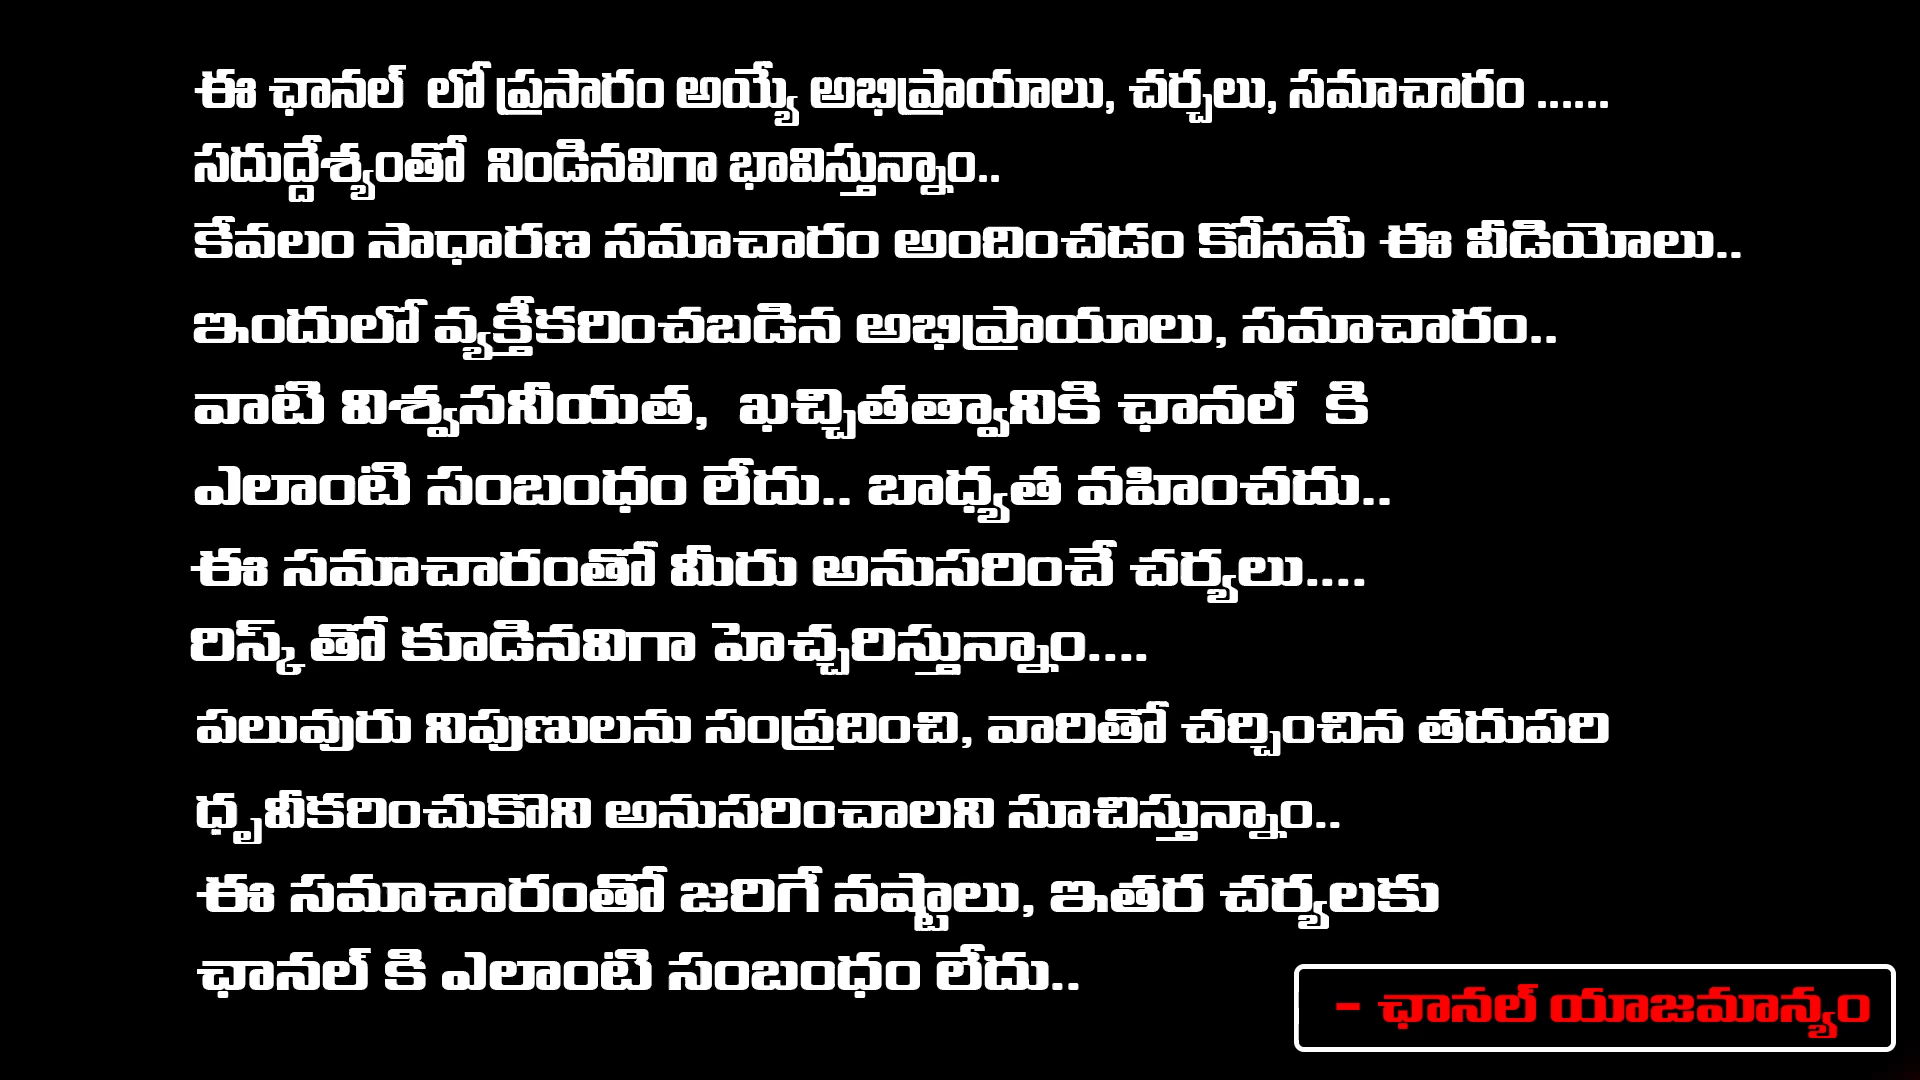 ఈ ఛానల్ లో ప్రసారం అయ్యే అభిప్రాయాలు, చర్చలు, సమాచారం ......
సదుద్దేశ్యంతో నిండినవిగా భావిస్తున్నాం..
కేవలం సాధారణ సమాచారం అందించడం కోసమే ఈ వీడియోలు..
ఇందులో వ్యక్తీకరించబడిన అభిప్రాయాలు, సమాచారం..
వాటి విశ్వసనీయత, ఖచ్చితత్వానికి ఛానల్ కి
ఎలాంటి సంబంధం లేదు.. బాధ్యత వహించదు..
ఈ సమాచారంతో మీరు అనుసరించే చర్యలు....
రిస్క్ తో కూడినవిగా హెచ్చరిస్తున్నాం....
పలువురు నిపుణులను సంప్రదించి, వారితో చర్చించిన తదుపరి
ధృవీకరించుకొని అనుసరించాలని సూచిస్తున్నాం..
ఈ సమాచారంతో జరిగే నష్టాలు, ఇతర చర్యలకు
ఛానల్ కి ఎలాంటి సంబంధం లేదు..
- ఛానల్ యాజమాన్యం